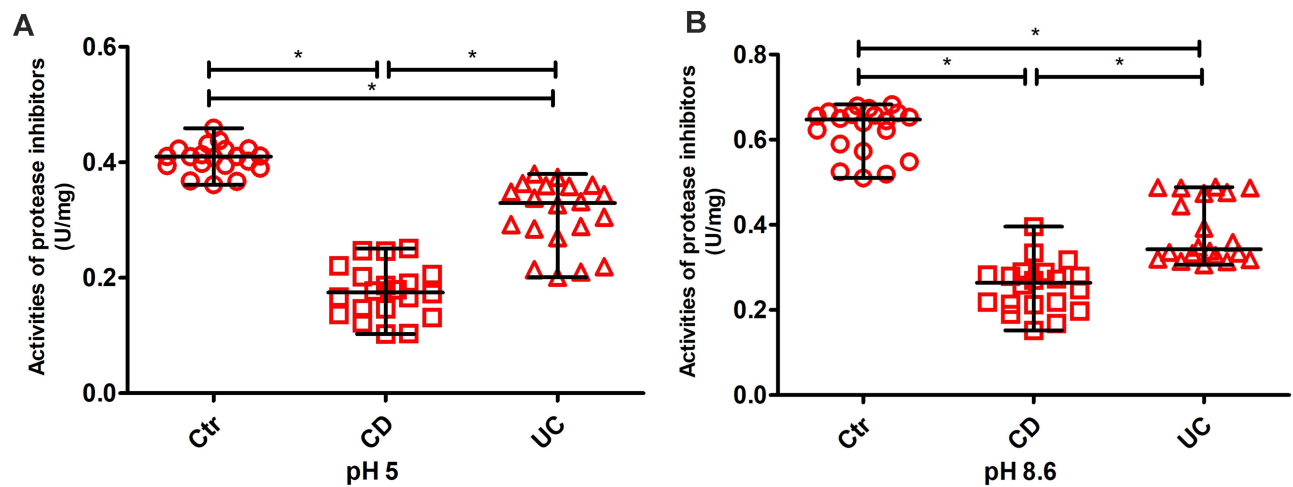 A
Activities of protease inhibitors
(U/mg)
0.6
0.4
0.2
0.0
*
*
*
Ctr
CD
UC
pH 5
B
Activities of protease inhibitors
(U/mg)
0.8
0.6
0.4
0.2
0.0
*
*
*
Ctr
CD
UC
pH 8.6